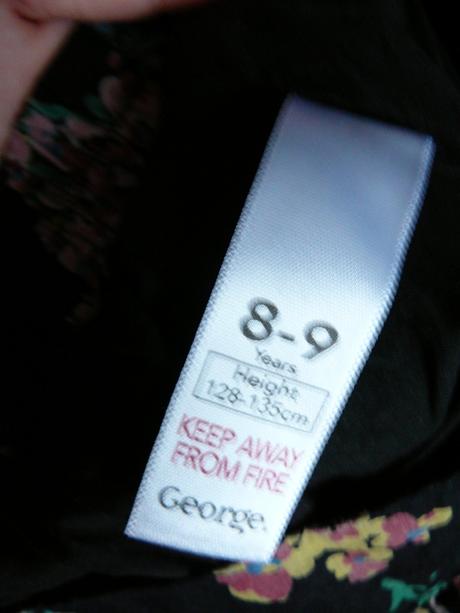 8-9
Years
Height
128-135cm
KEEP AWAY
FROM FIRE
George.